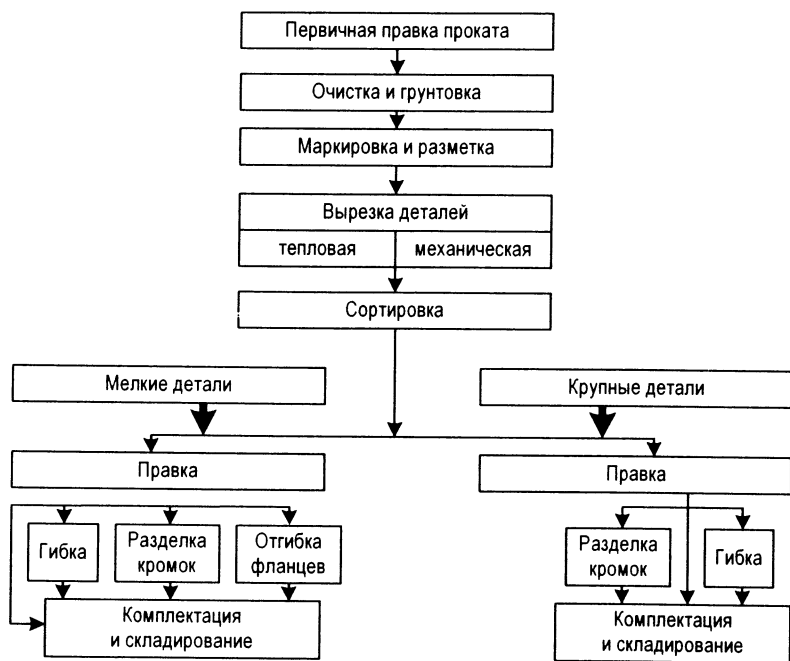 Первичная правка проката
Очистка и грунтовка
Маркировка и разметка
Вырезка деталей
тепловая
механическая
Сортировка
Мелкие детали
Крупные детали
Правка
Правка
Гибка
Разделка
кромок
Отгибка
фланцев
Разделка
кромок
Гибка
Комплектация
и складирование
Комплектация
и складирование